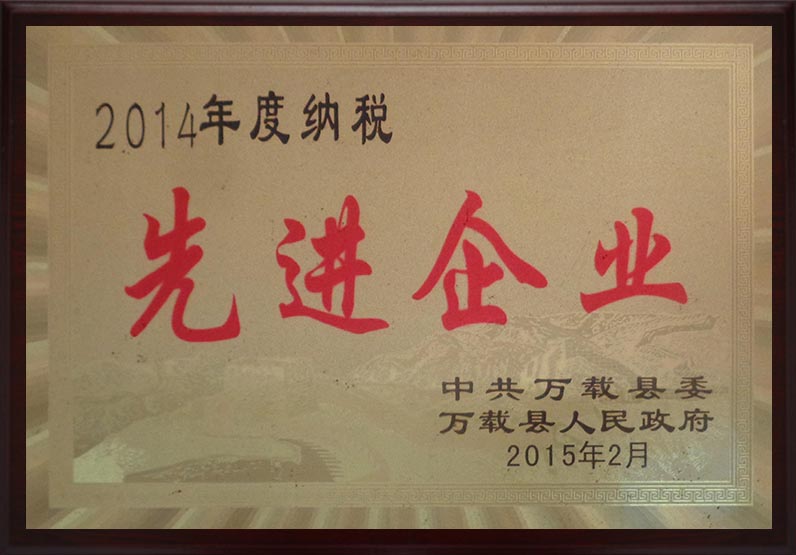 2014年度纳税
先进企业
中共万载县委
万载县人民政府
2015年2月